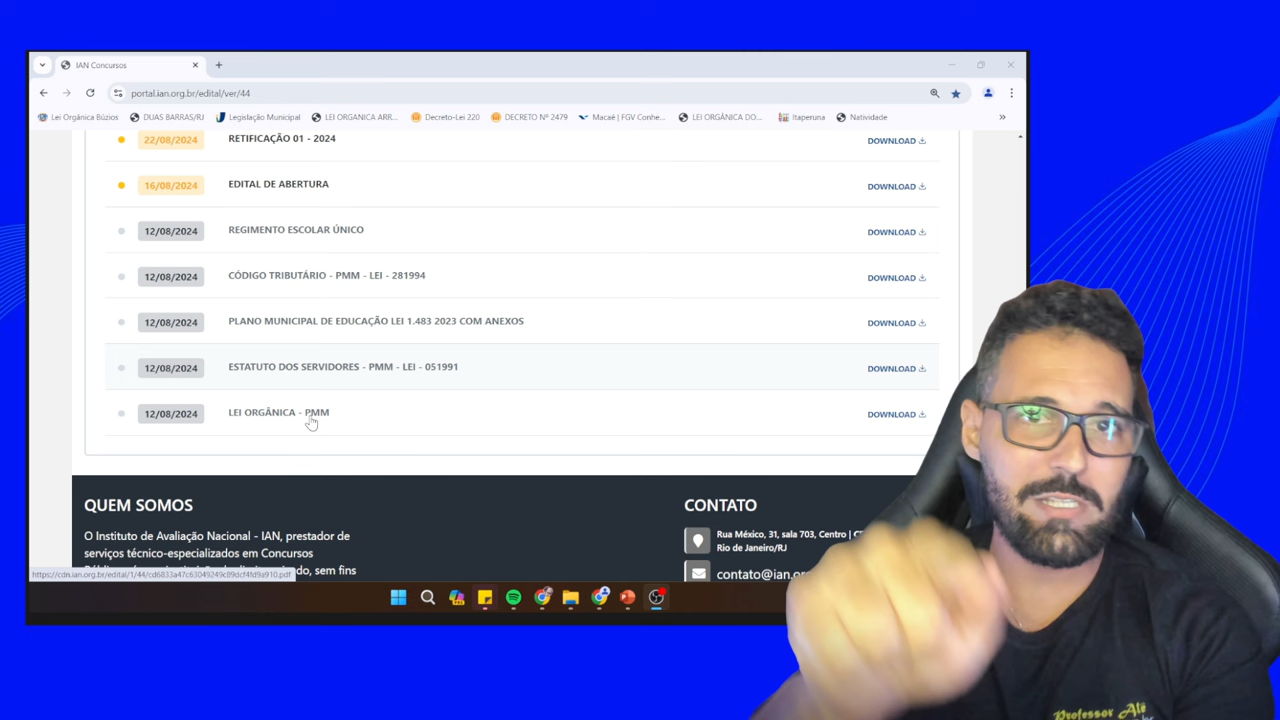 IAN Concursos
portal.ian.org.br/edital/ver/44
Lei Orgânica Búzios DUAS BARRAS/RJ Legislação Municipal LEI ORGANICA ARR... Decreto-Lei 220 DECRETO Nº 2479 Macaé | FGV Conhe... LEI ORGÂNICA DO... Itaperuna Natividade
22/08/2024 RETIFICAÇÃO 01 - 2024 DOWNLOAD
16/08/2024 EDITAL DE ABERTURA DOWNLOAD
12/08/2024 REGIMENTO ESCOLAR ÚNICO DOWNLOAD
12/08/2024 CÓDIGO TRIBUTÁRIO - PMM - LEI - 281994 DOWNLOAD
12/08/2024 PLANO MUNICIPAL DE EDUCAÇÃO LEI 1.483 2023 COM ANEXOS DOWNLOAD
12/08/2024 ESTATUTO DOS SERVIDORES - PMM - LEI - 051991 DOWNLOAD
12/08/2024 LEI ORGÂNICA - PMM DOWNLOAD
QUEM SOMOS
O Instituto de Avaliação Nacional - IAN, prestador de
serviços técnico-especializados em Concursos
sem fins
CONTATO
Rua México, 31, sala 703, Centro |
Rio de Janeiro/RJ
contato@ian.or
Professor Alê